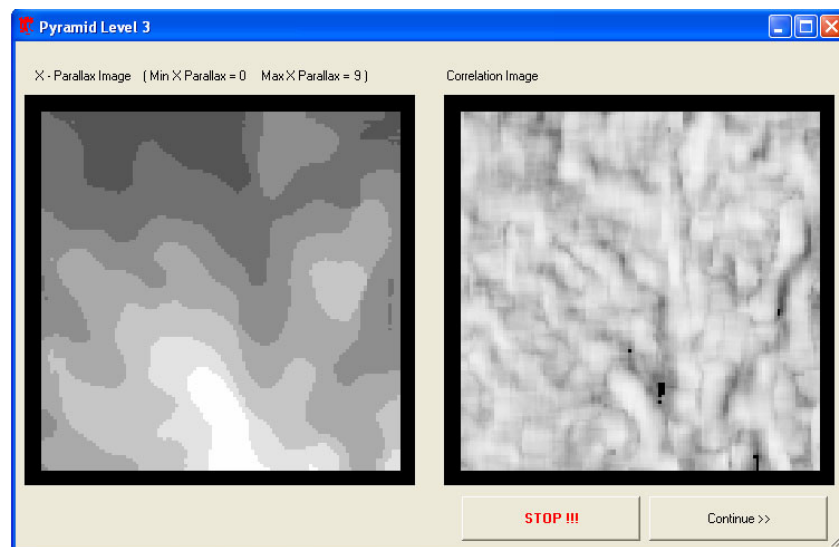 Pyramid Level 3
X - Parallax Image ( Min X Parallax = 0 Max X Parallax = 9 )
Correlation Image
STOP !!!
Continue >>